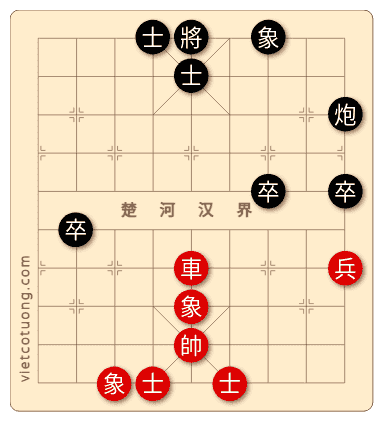 士 將 象
士
炮
卒 卒
楚 河 汉 界
卒
車 兵
象
帥
象 士 士
vietcotuong.com